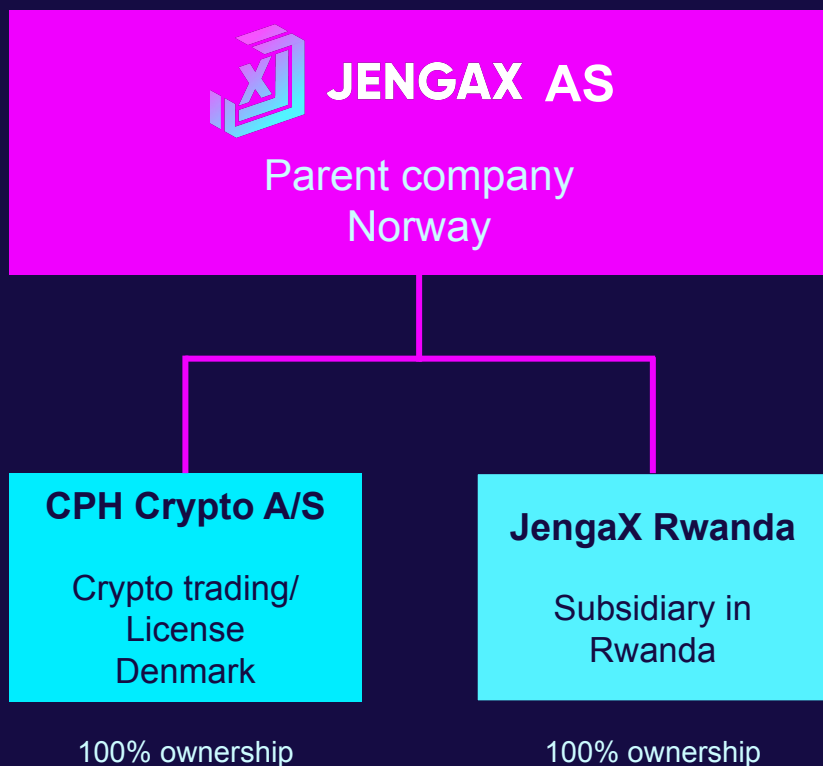 JENGAX AS
Parent company
Norway
CPH Crypto A/S
Crypto trading/
License
Denmark
100% ownership
JengaX Rwanda
Subsidiary in
Rwanda
100% ownership